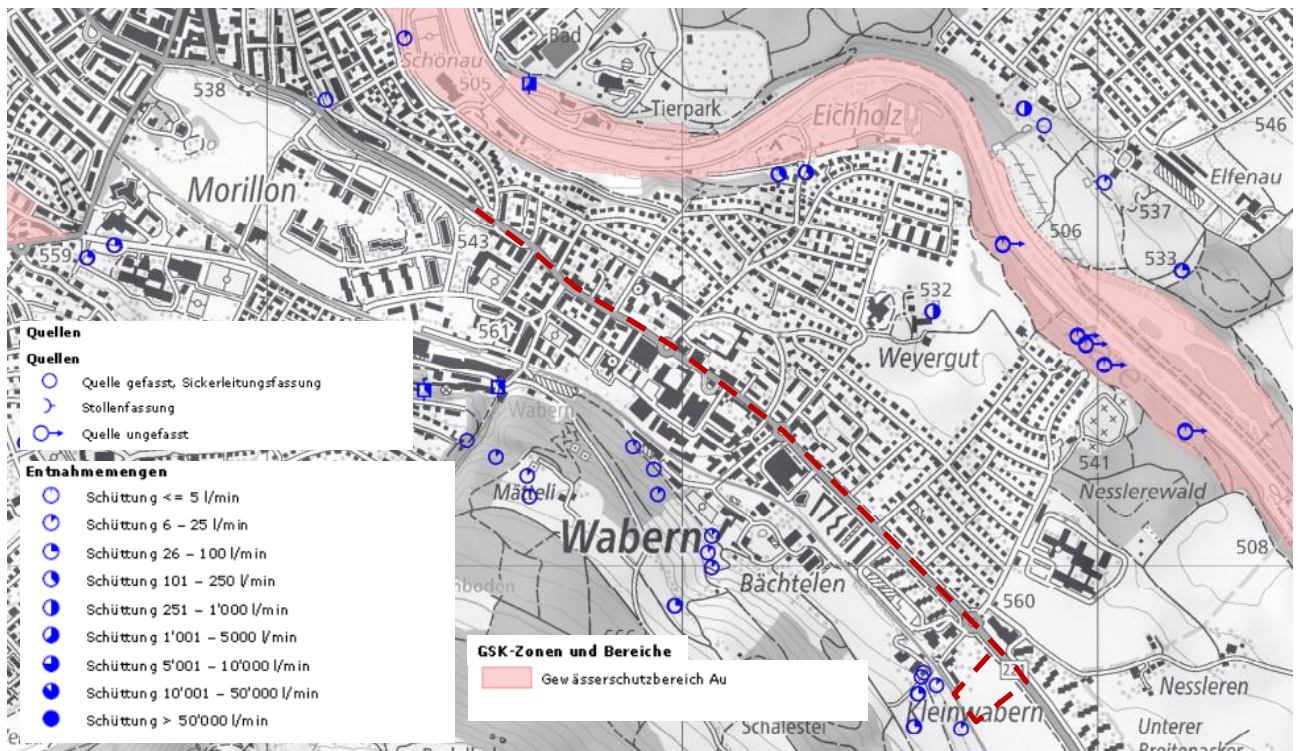 Bad
Schönau
505
538
Tierpark
Eichholz
546
Morillon
Elfenau
537
543
506
559
533
532
561
Weyergut
Quellen
Quellen
Quelle gefasst, Sickerleitungsfassung
Stollenfassung
Quelle ungefasst
Wabern
541
Mätteli
Nesslerewald
Wabern
508
Bächtelen
560
Entnahmemengen
Schüttung <= 5 l/min
Schüttung 6 – 25 l/min
Schüttung 26 – 100 l/min
Schüttung 101 – 250 l/min
Schüttung 251 – 1'000 l/min
Schüttung 1'001 – 5000 l/min
Schüttung 5'001 – 10'000 l/min
Schüttung 10'001 – 50'000 l/min
Schüttung > 50'000 l/min
GSK-Zonen und Bereiche
Gewässerschutzbereich Au
221
Nessleren
Kleinwabern
Unterer